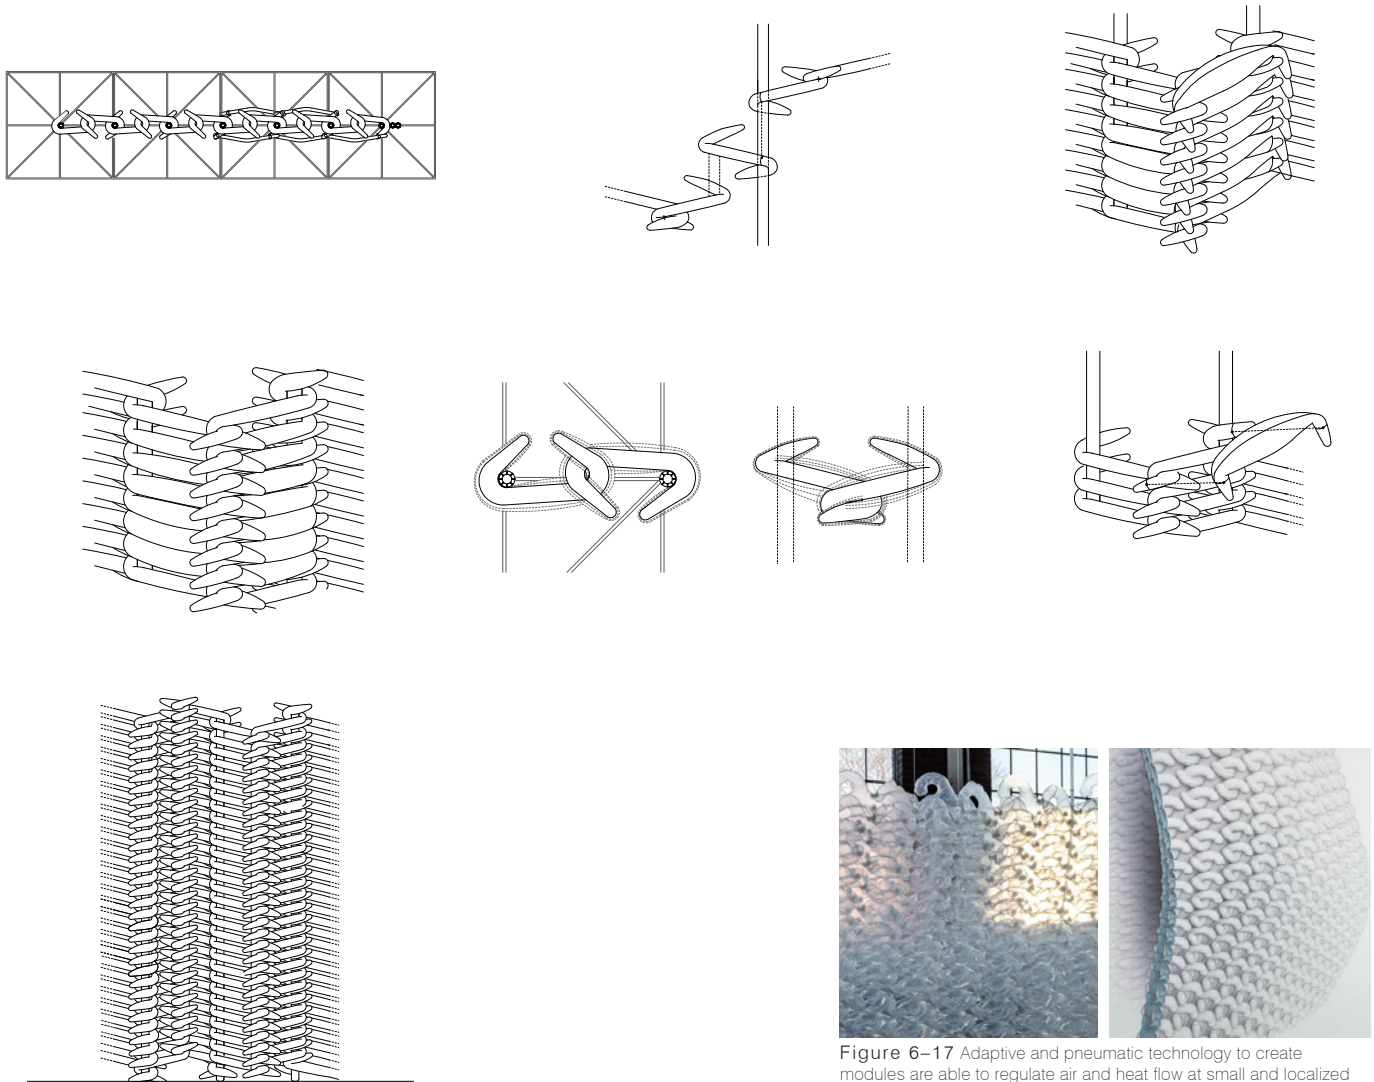 Figure 6–17 Adaptive and pneumatic technology to create
modules are able to regulate air and heat flow at small and localized